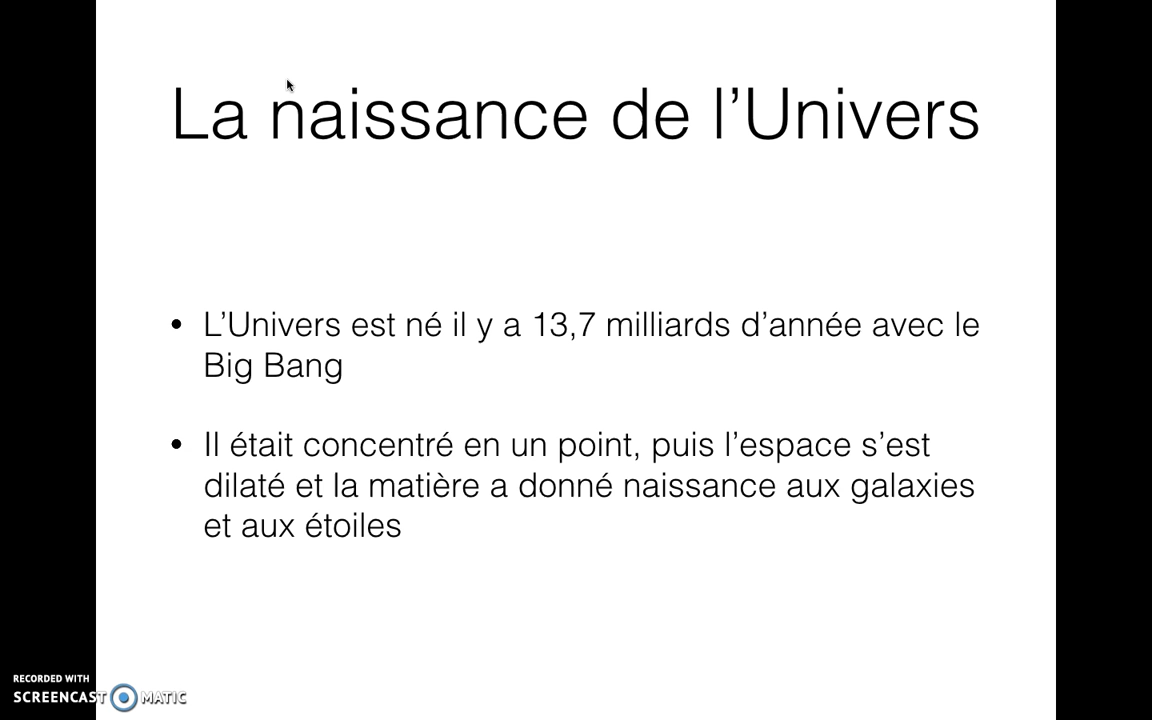 La naissance de l’Univers
• L’Univers est né il y a 13,7 milliards d’année avec le
Big Bang
• Il était concentré en un point, puis l’espace s’est
dilaté et la matière a donné naissance aux galaxies
et aux étoiles
RECORDED WITH
SCREENCAST MATIC